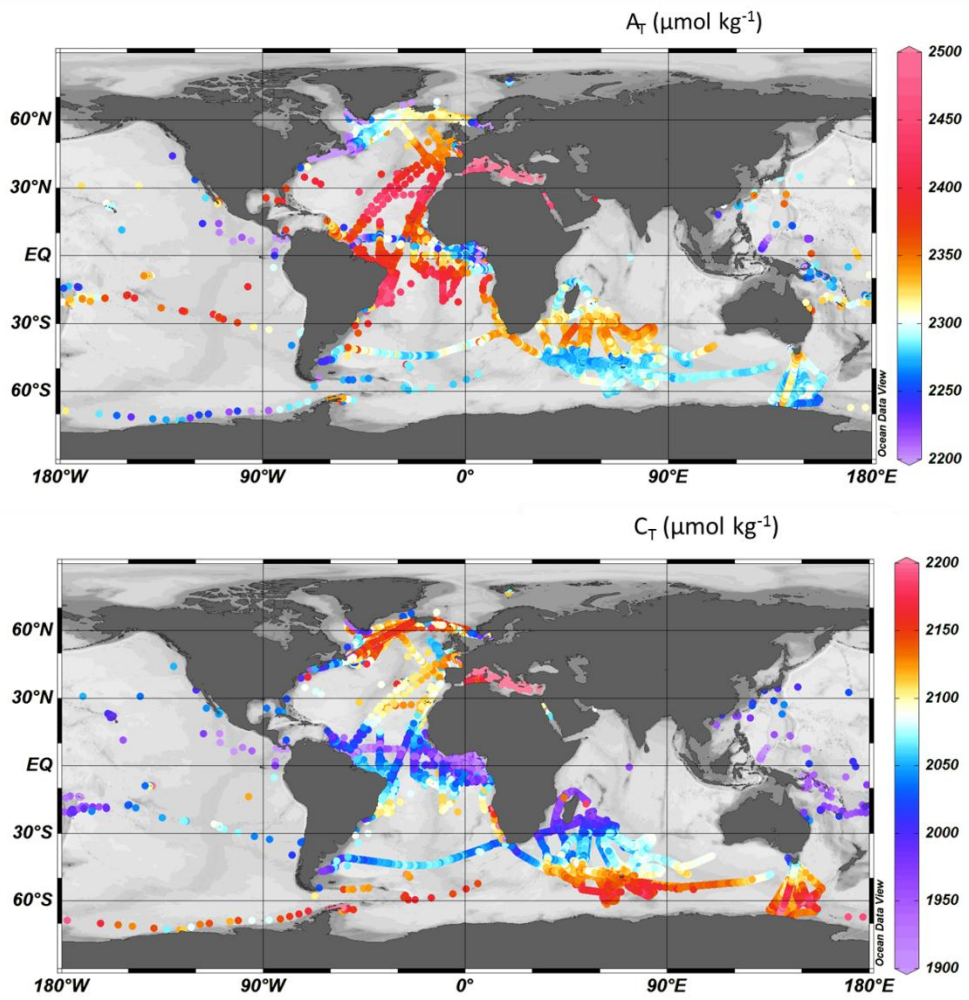 A_T (μmol kg⁻¹)
2500
60°N
2450
30°N
2400
EQ
2350
30°S
2300
60°S
2250
Ocean Data View
2200
180°W 90°W 0° 90°E 180°E
C_T (μmol kg⁻¹)
2200
60°N
2150
30°N
2100
EQ
2050
30°S
2000
60°S
1950
Ocean Data View
1900
180°W 90°W 0° 90°E 180°E